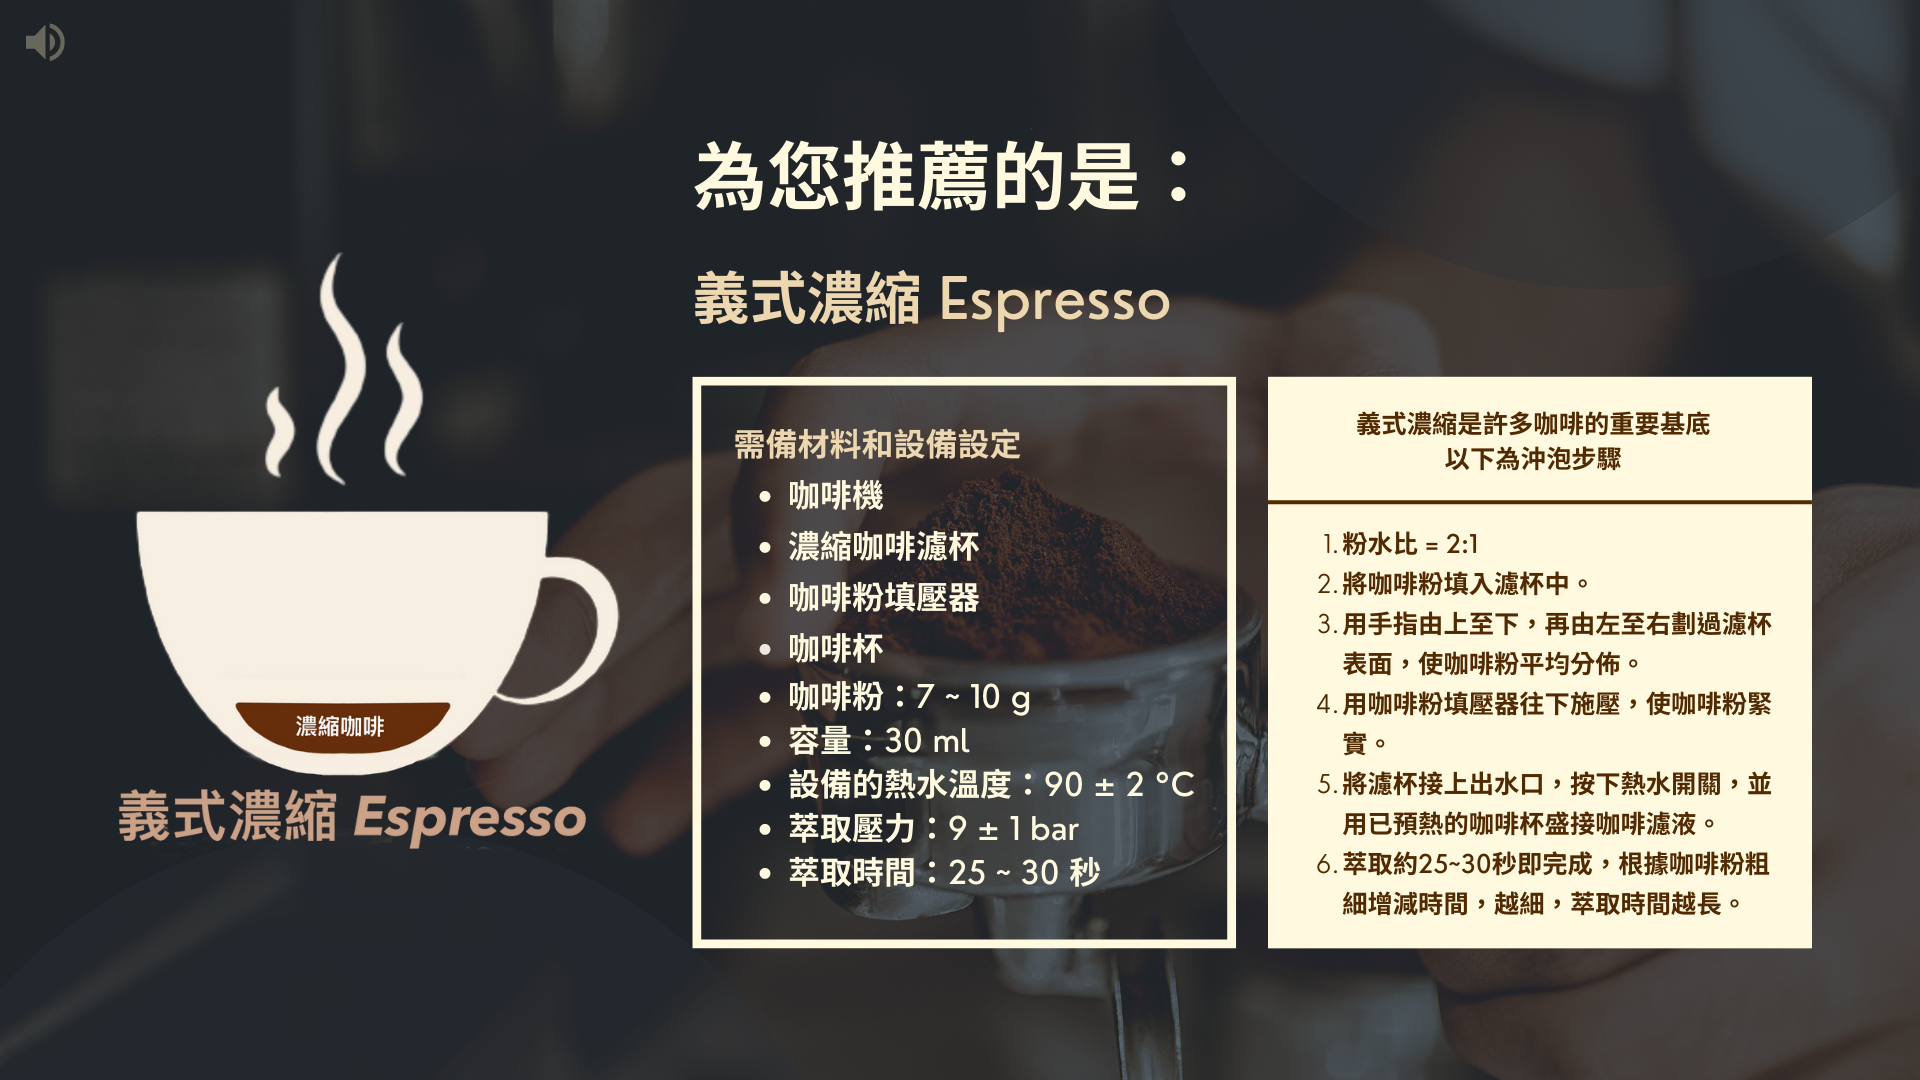 為您推薦的是：
義式濃縮 Espresso
濃縮咖啡
義式濃縮 Espresso
需備材料和設備設定
• 咖啡機
• 濃縮咖啡濾杯
• 咖啡粉填壓器
• 咖啡杯
• 咖啡粉：7 ~ 10 g
• 容量：30 ml
• 設備的熱水溫度：90 ± 2 °C
• 萃取壓力：9 ± 1 bar
• 萃取時間：25 ~ 30 秒
義式濃縮是許多咖啡的重要基底
以下為沖泡步驟
1. 粉水比 = 2:1
2. 將咖啡粉填入濾杯中。
3. 用手指由上至下，再由左至右劃過濾杯
表面，使咖啡粉平均分佈。
4. 用咖啡粉填壓器往下施壓，使咖啡粉緊
實。
5. 將濾杯接上出水口，按下熱水開關，並
用已預熱的咖啡杯盛接咖啡濾液。
6. 萃取約25~30秒即完成，根據咖啡粉粗
細增減時間，越細，萃取時間越長。